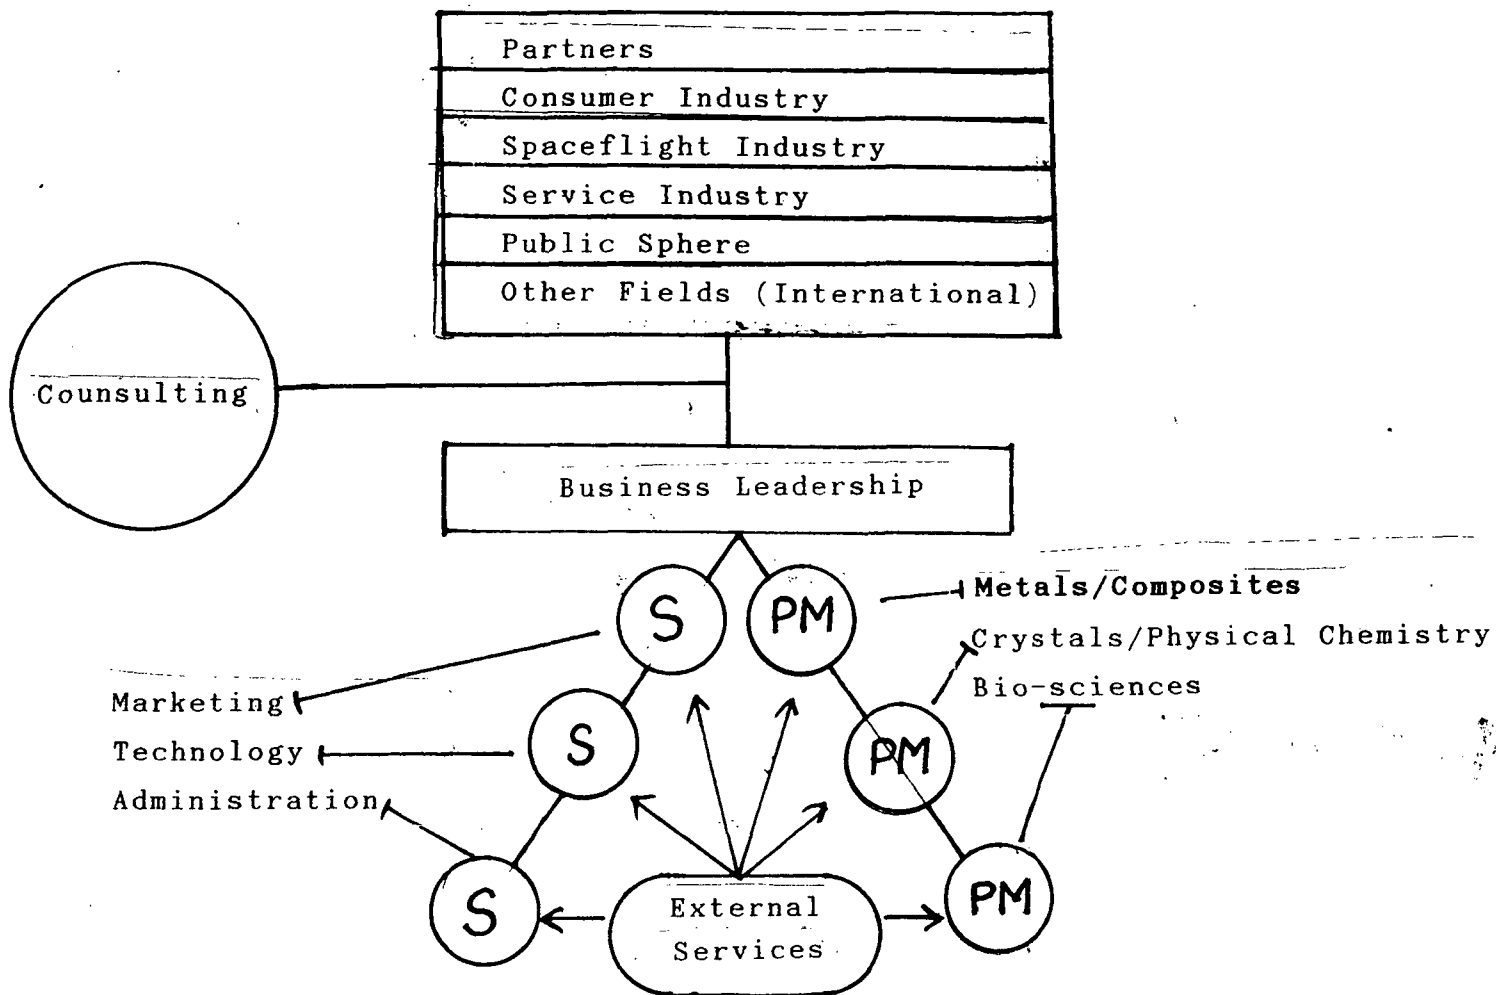 Partners
Consumer Industry
Spaceflight Industry
Service Industry
Public Sphere
Other Fields (International)
Counsulting
Business Leadership
S
PM
Metals/Composites
Crystals/Physical Chemistry
Bio-sciences
Marketing
Technology
Administration
S
PM
S
PM
External
Services